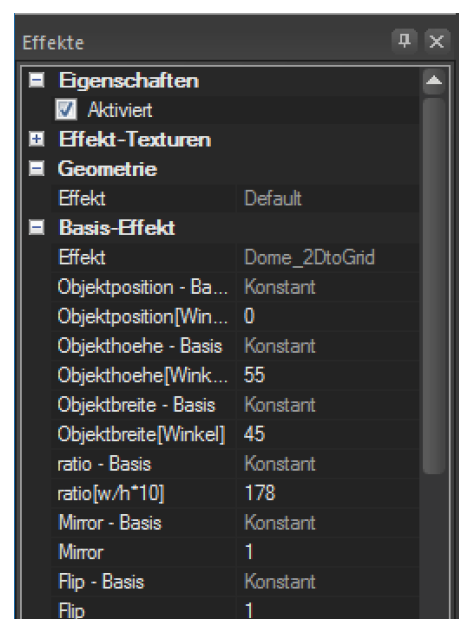 Effekte
Eigenschaften
Aktiviert
Effekt-Texturen
Geometrie
Effekt Default
Basis-Effekt
Effekt Dome_2DtoGrid
Objektposition - Ba... Konstant
Objektposition[Win... 0
Objekthoehe - Basis Konstant
Objekthoehe[Wink... 55
Objektbreite - Basis Konstant
Objektbreite[Winkel] 45
ratio - Basis Konstant
ratio[w/h*10] 178
Mirror - Basis Konstant
Mirror 1
Flip - Basis Konstant
Flip 1